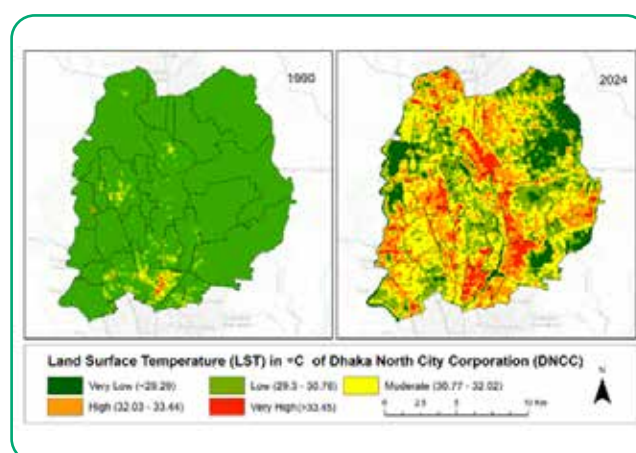 1990
2024
Land Surface Temperature (LST) in °C of Dhaka North City Corporation (DNCC)
Very Low (<29.29) Low (29.3 - 30.76) Moderate (30.77 - 32.02)
High (32.03 - 33.44) Very High (>33.45)
N
0 2.5 5 10 Km